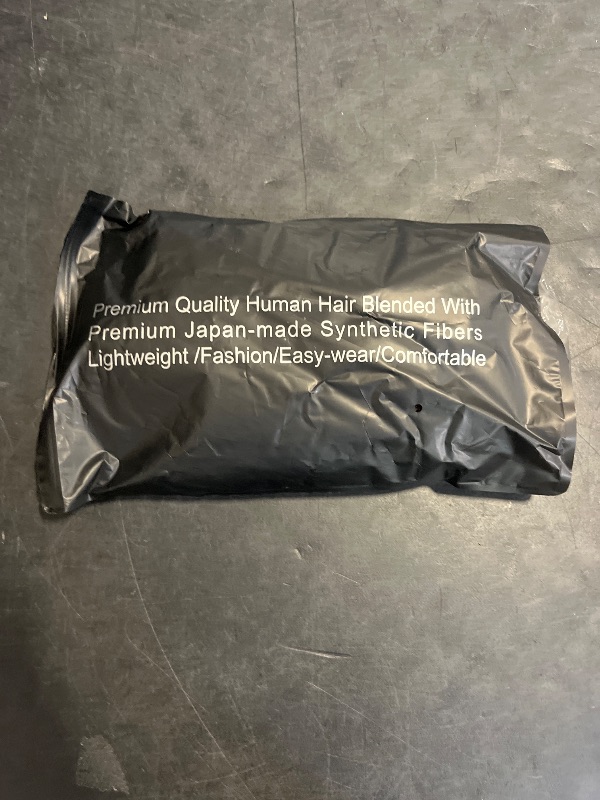 Premium Quality Human Hair Blended With
Premium Japan-made Synthetic Fibers
Lightweight /Fashion/Easy-wear/Comfortable